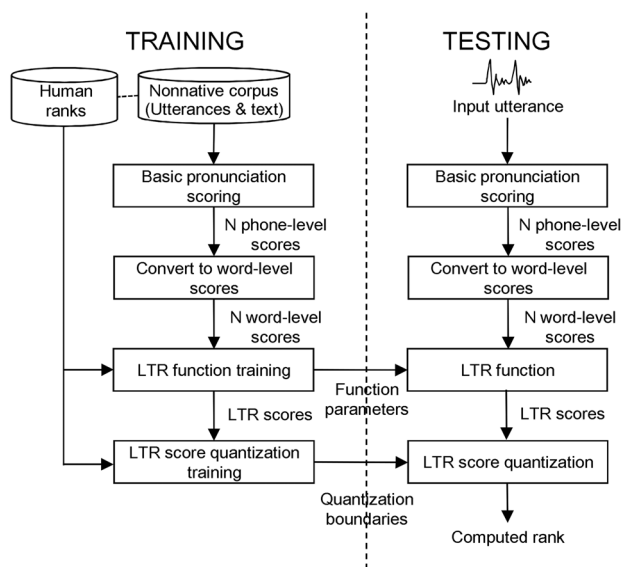 TRAINING
Human
ranks
Nonnative corpus
(Utterances & text)
Basic pronunciation
scoring
N phone-level
scores
Convert to word-level
scores
N word-level
scores
LTR function training
Function
parameters
LTR scores
LTR score quantization
training
Quantization
boundaries
TESTING
Input utterance
Basic pronunciation
scoring
N phone-level
scores
Convert to word-level
scores
N word-level
scores
LTR function
LTR scores
LTR score quantization
Computed rank